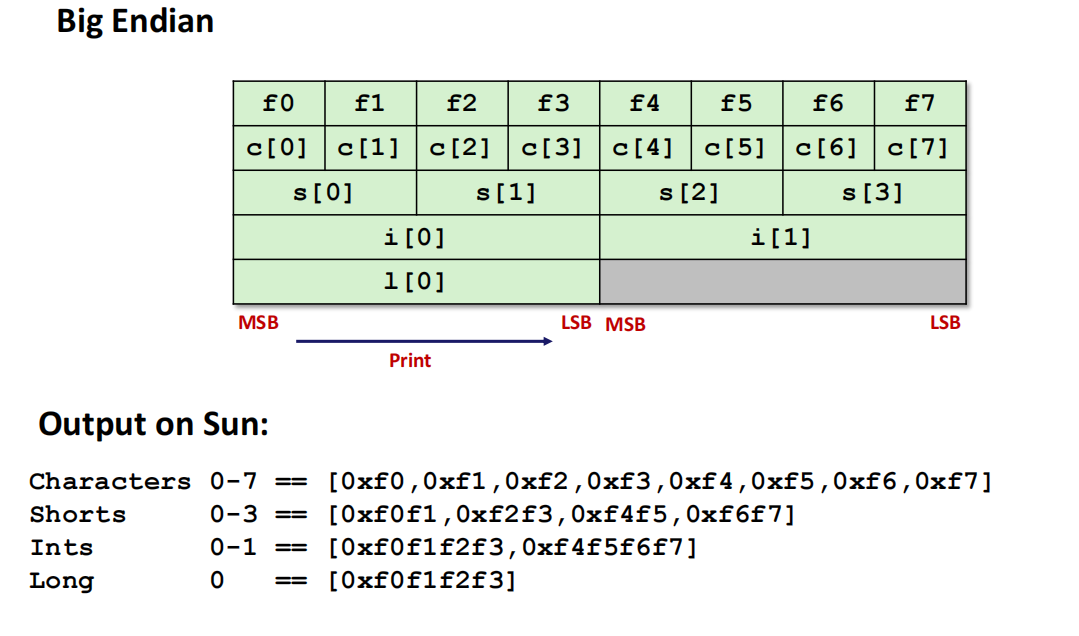 Big Endian
f0 f1 f2 f3 f4 f5 f6 f7
c[0] c[1] c[2] c[3] c[4] c[5] c[6] c[7]
s[0] s[1] s[2] s[3]
i[0] i[1]
l[0]
MSB LSB MSB LSB
Print
Output on Sun:
Characters 0-7 == [0xf0,0xf1,0xf2,0xf3,0xf4,0xf5,0xf6,0xf7]
Shorts 0-3 == [0xf0f1,0xf2f3,0xf4f5,0xf6f7]
Ints 0-1 == [0xf0f1f2f3,0xf4f5f6f7]
Long 0 == [0xf0f1f2f3]